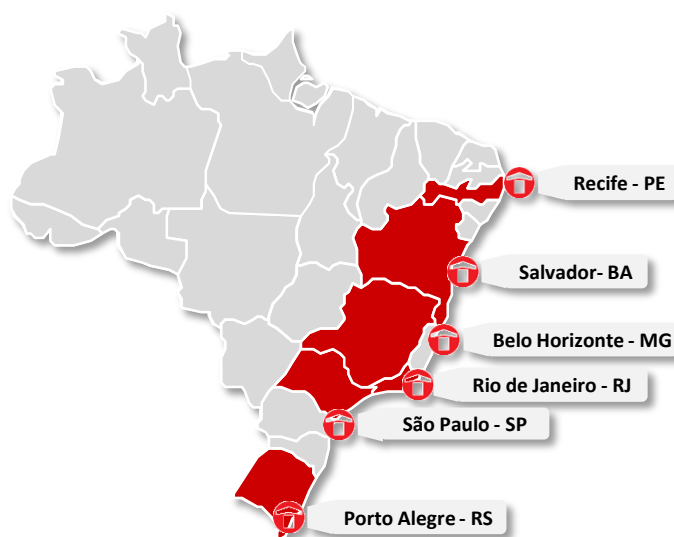 Recife - PE
Salvador- BA
Belo Horizonte - MG
Rio de Janeiro - RJ
São Paulo - SP
Porto Alegre - RS